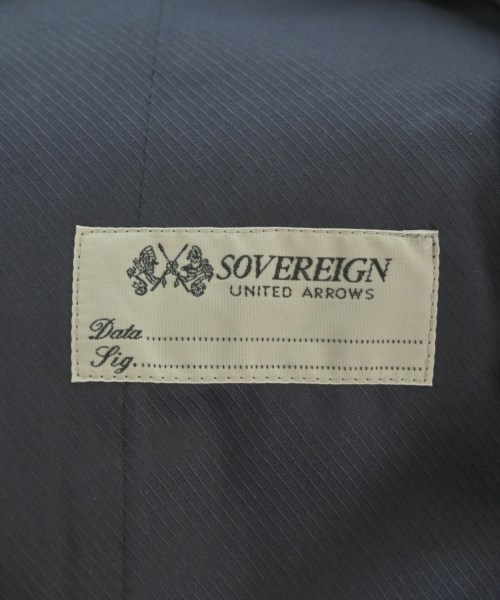 SOVEREIGN
UNITED ARROWS
Data
Sig.